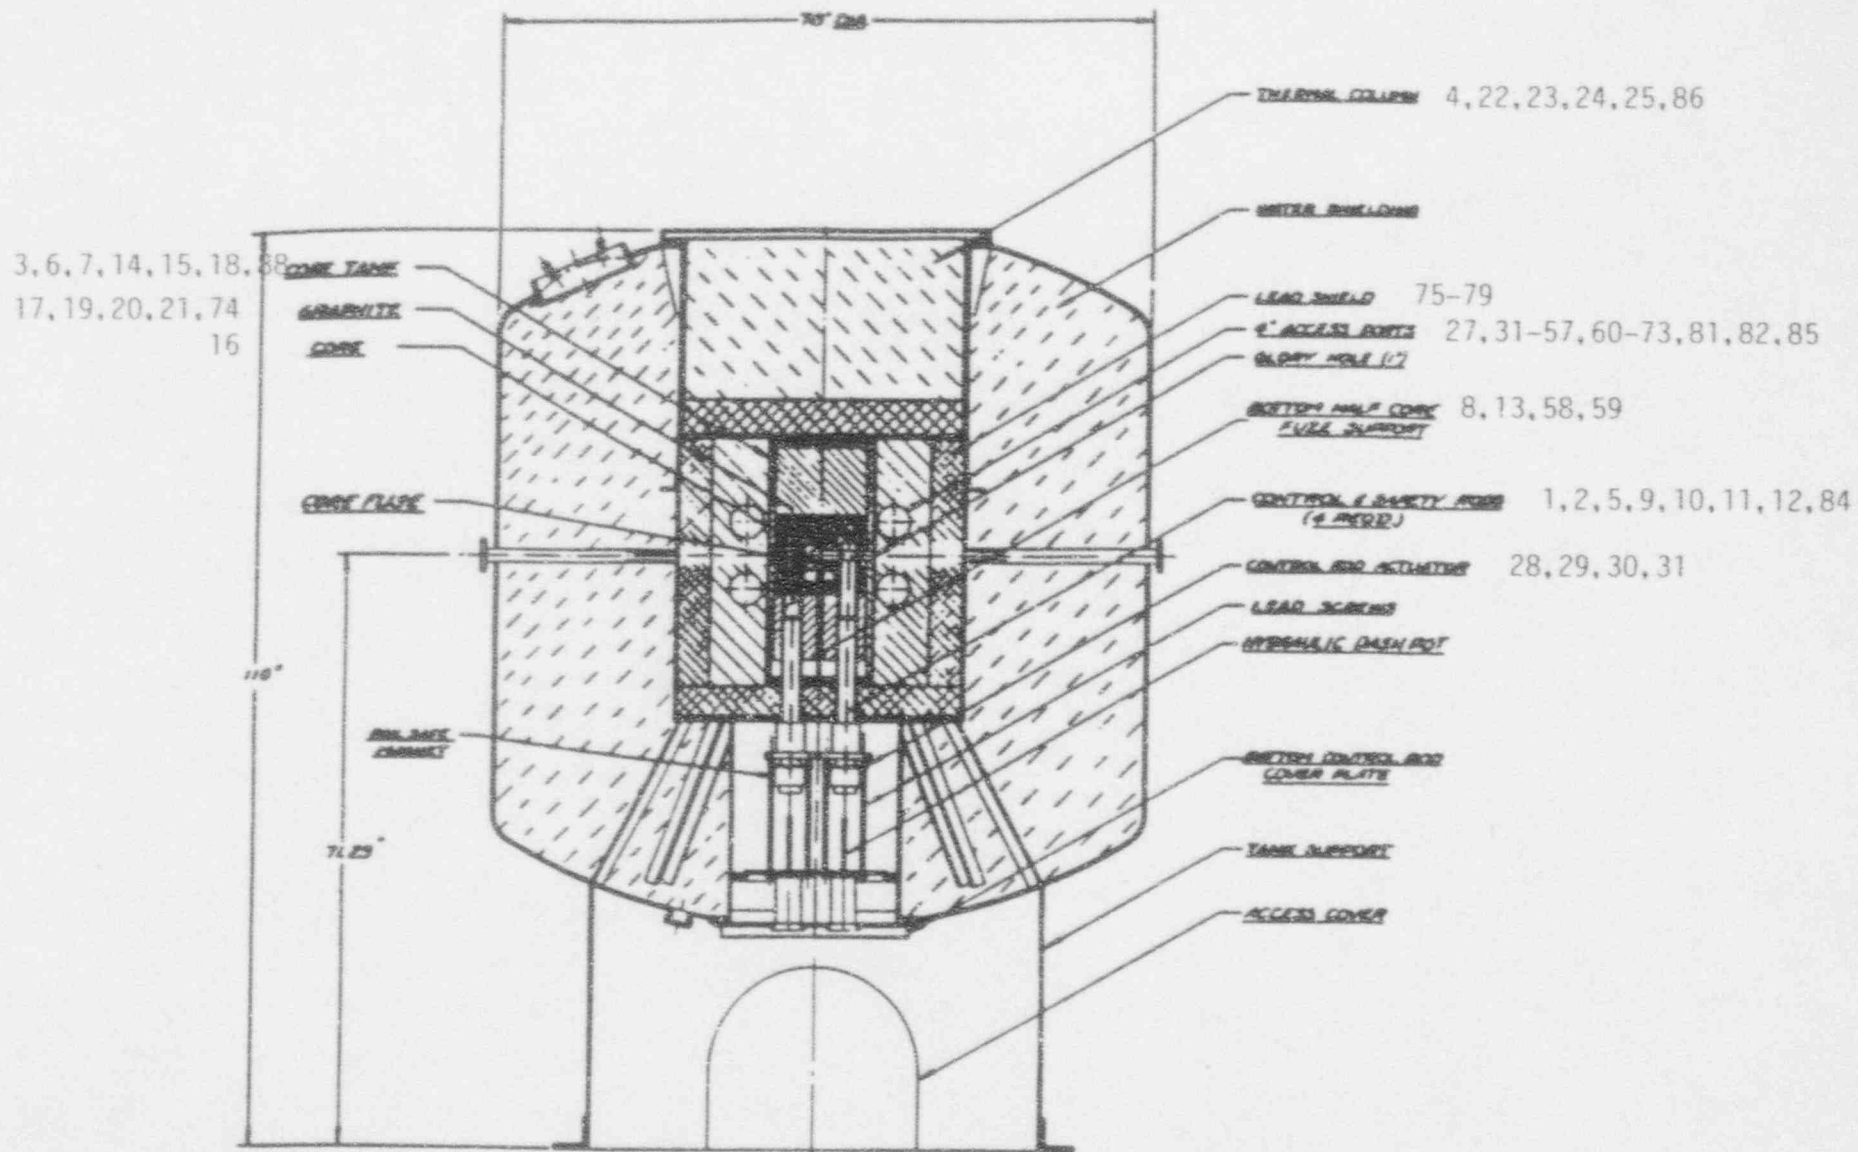 DIA
THERMAL COLUMN 4,22,23,24,25,86
WATER SHIELDING
3,6,7,14,15,18,88 CORE TANK
LEAD SHIELD 75-79
17,19,20,21,74 GRAPHITE
4" ACCESS PORTS 27,31-57,60-73,81,82,85
16 CORE
GLORY HOLE (1")
BOTTOM HALF CORE 8,13,58,59
FUZE SUPPORT
CORE FUSE
CONTROL & SAFETY RODS 1,2,5,9,10,11,12,84
(4 REQD.)
CONTROL ROD ACTUATOR 28,29,30,31
LEAD SCREWS
HYDRAULIC DASH POT
110"
FAIL SAFE
MAGNET
BOTTOM CONTROL ROD
COVER PLATE
71.25"
TANK SUPPORT
ACCESS COVER